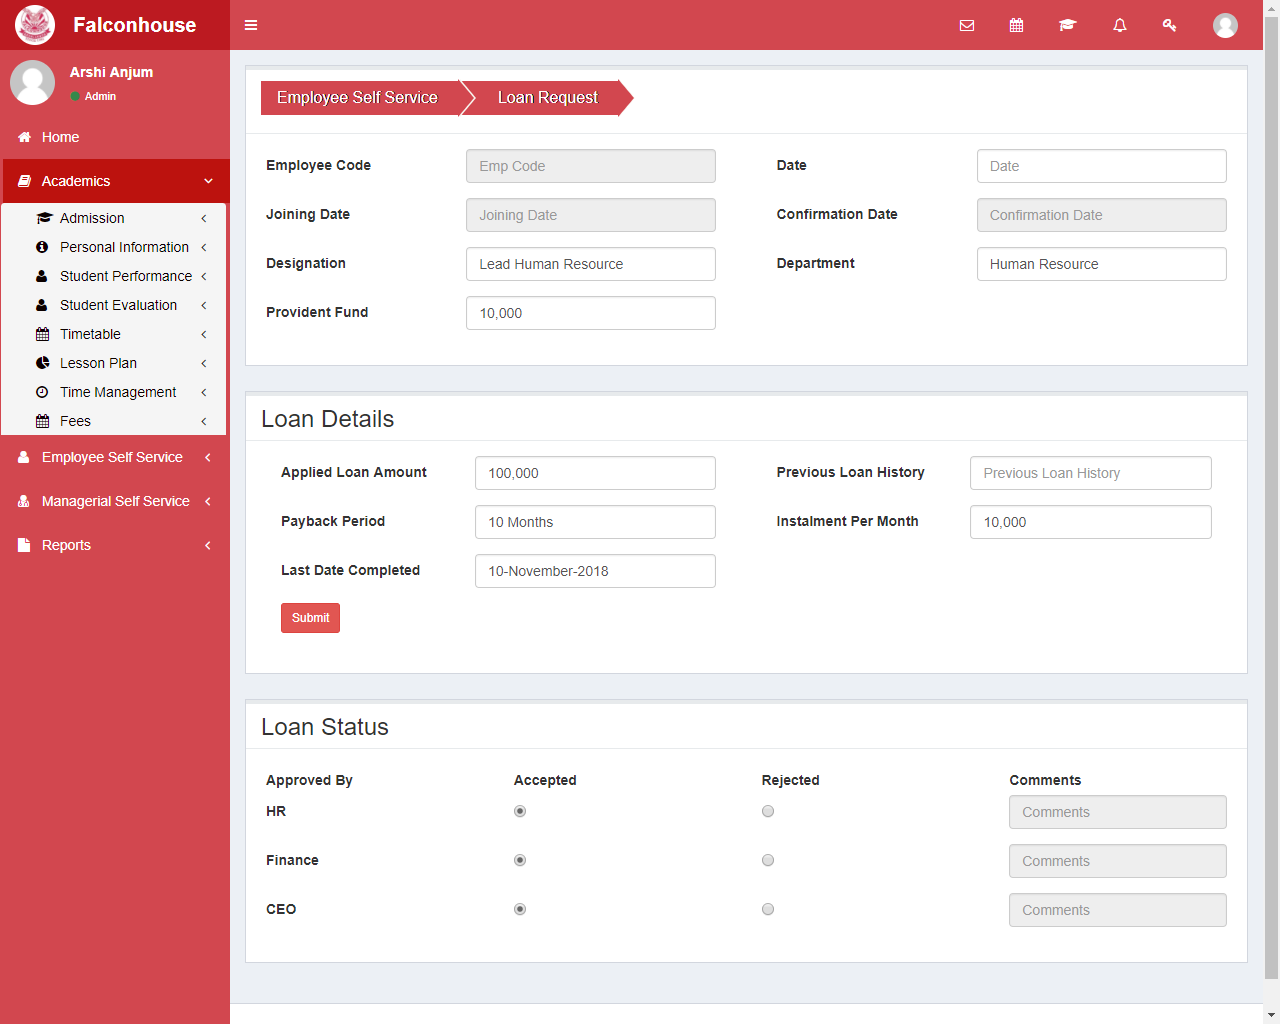 Falconhouse
Arshi Anjum
Admin
Home
Academics
Admission
Personal Information
Student Performance
Student Evaluation
Timetable
Lesson Plan
Time Management
Fees
Employee Self Service
Managerial Self Service
Reports
Employee Self Service Loan Request
Employee Code Emp Code Date Date
Joining Date Joining Date Confirmation Date Confirmation Date
Designation Lead Human Resource Department Human Resource
Provident Fund 10,000
Loan Details
Applied Loan Amount 100,000 Previous Loan History Previous Loan History
Payback Period 10 Months Instalment Per Month 10,000
Last Date Completed 10-November-2018
Submit
Loan Status
Approved By Accepted Rejected Comments
HR Comments
Finance Comments
CEO Comments